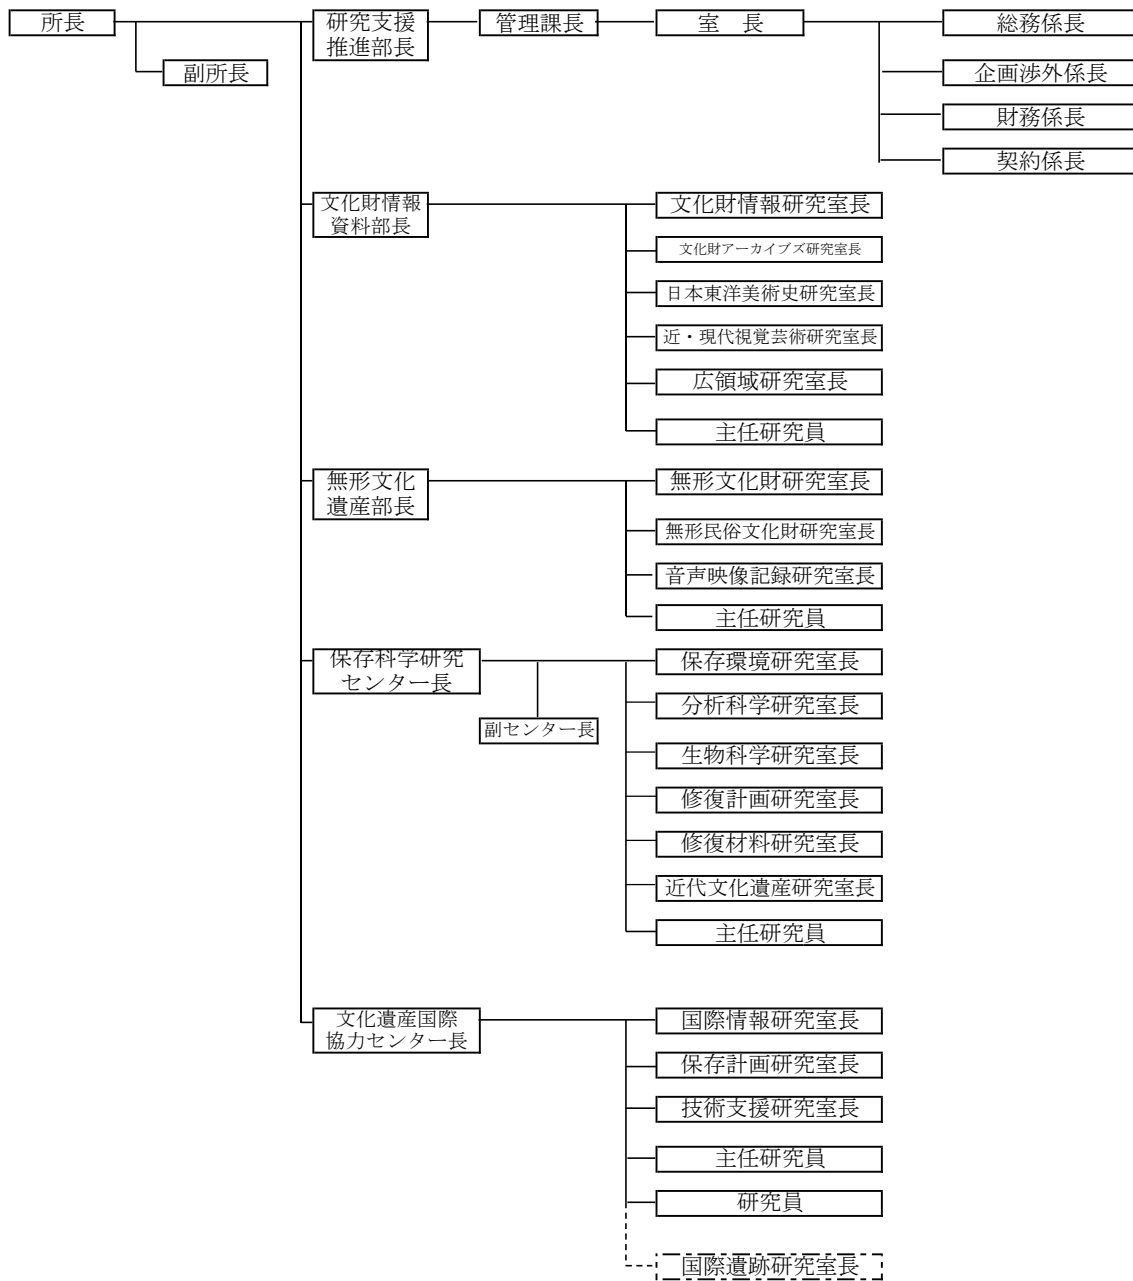 所長
副所長
研究支援
推進部長
管理課長
室　長
総務係長
企画渉外係長
財務係長
契約係長
文化財情報
資料部長
文化財情報研究室長
文化財アーカイブズ研究室長
日本東洋美術史研究室長
近・現代視覚芸術研究室長
広領域研究室長
主任研究員
無形文化
遺産部長
無形文化財研究室長
無形民俗文化財研究室長
音声映像記録研究室長
主任研究員
保存科学研究
センター長
副センター長
保存環境研究室長
分析科学研究室長
生物科学研究室長
修復計画研究室長
修復材料研究室長
近代文化遺産研究室長
主任研究員
文化遺産国際
協力センター長
国際情報研究室長
保存計画研究室長
技術支援研究室長
主任研究員
研究員
国際遺跡研究室長